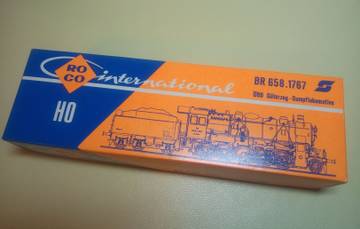 ROCO
international
BR 658.1767
ÖBB Güterzug-Dampflokomotive
HO